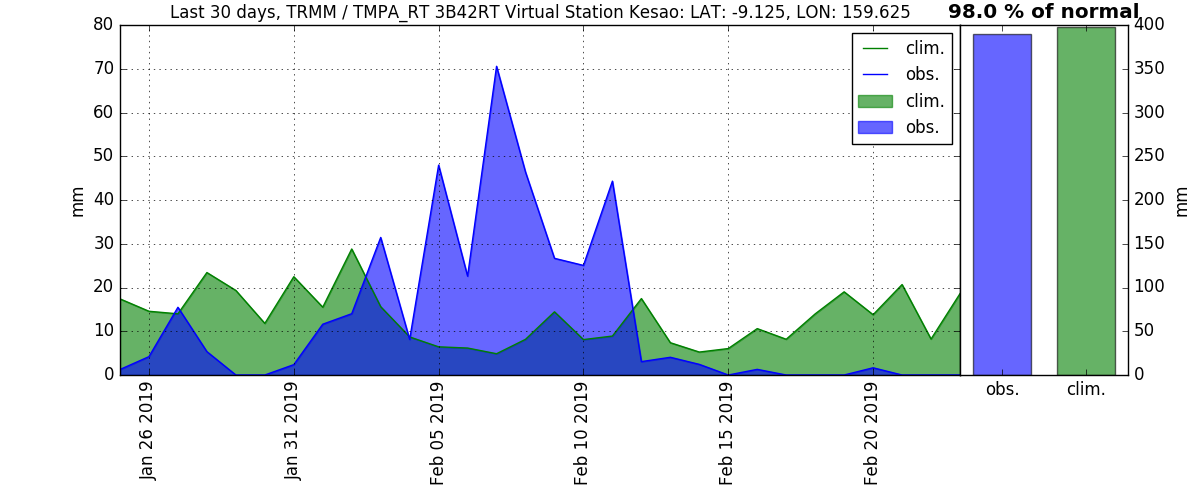 Last 30 days, TRMM / TMPA_RT 3B42RT Virtual Station Kesao: LAT: -9.125, LON: 159.625
98.0 % of normal
80
70
60
50
40
30
20
10
0
mm
clim.
obs.
clim.
obs.
400
350
300
250
200
150
100
50
0
mm
obs.
clim.
Jan 26 2019
Jan 31 2019
Feb 05 2019
Feb 10 2019
Feb 15 2019
Feb 20 2019